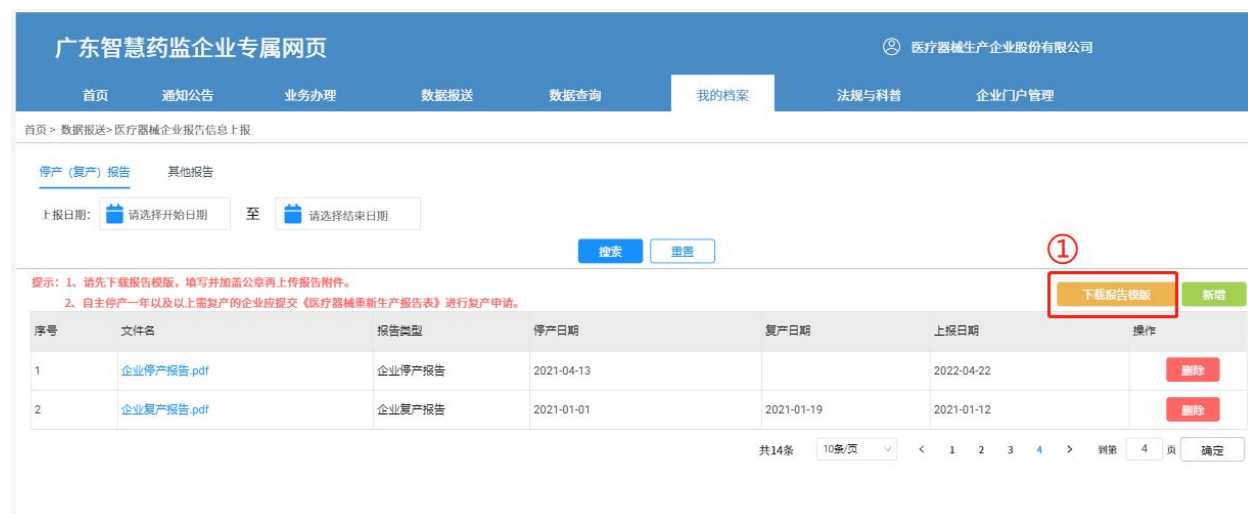 广东智慧药监企业专属网页
医疗器械生产企业股份有限公司
首页 通知公告 业务办理 数据报送 数据查询 我的档案 法规与科普 企业门户管理
首页 > 数据报送> 医疗器械企业报告信息上报
停产（复产）报告 其他报告
上报日期： 请选择开始日期 至 请选择结束日期
搜索 重置
①
提示：1、请先下载报告模版，填写并加盖公章再上传报告附件。
2、自主停产一年以及以上需复产的企业应提交《医疗器械重新生产报告表》进行复产申请。
下载报告模版 新增
序号 文件名 报告类型 停产日期 复产日期 上报日期 操作
1 企业停产报告.pdf 企业停产报告 2021-04-13 2022-04-22 删除
2 企业复产报告.pdf 企业复产报告 2021-01-01 2021-01-19 2021-01-12 删除
共14条 10条/页 < 1 2 3 4 > 到第 4 页 确定